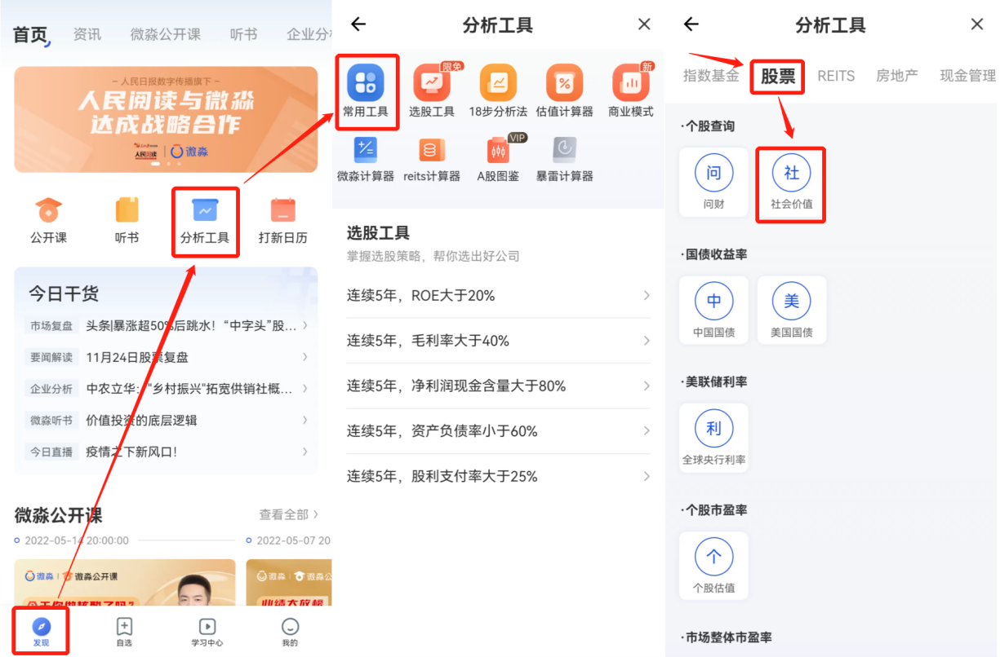 首页
资讯
微淼公开课
听书
企业分
－人民日报数字传播旗下－
人民阅读与微淼
达成战略合作
人民阅读
微淼
公开课
听书
分析工具
打新日历
今日干货
市场复盘 头条|暴涨超50%后跳水！“中字头”股...
要闻解读 11月24日股票复盘
企业分析 中农立华："乡村振兴"拓宽供销社概...
微淼听书 价值投资的底层逻辑
今日直播 疫情之下新风口！
微淼公开课
查看全部
2022-05-14 20:00:00
2022-05-07 20
微淼 微淼公开课
微淼 微淼公
今天你做核酸了吗？
业绩大放榜
发现
自选
学习中心
我的
分析工具
限免
新
常用工具
选股工具
18步分析法
估值计算器
商业模式
VIP
微淼计算器
reits计算器
A股图鉴
暴雷计算器
选股工具
掌握选股策略，帮你选出好公司
连续5年，ROE大于20%
连续5年，毛利率大于40%
连续5年，净利润现金含量大于80%
连续5年，资产负债率小于60%
连续5年，股利支付率大于25%
分析工具
指数基金
股票
REITS
房地产
现金管理
·个股查询
问
社
问财
社会价值
·国债收益率
中
美
中国国债
美国国债
·美联储利率
利
全球央行利率
·个股市盈率
个
个股估值
·市场整体市盈率